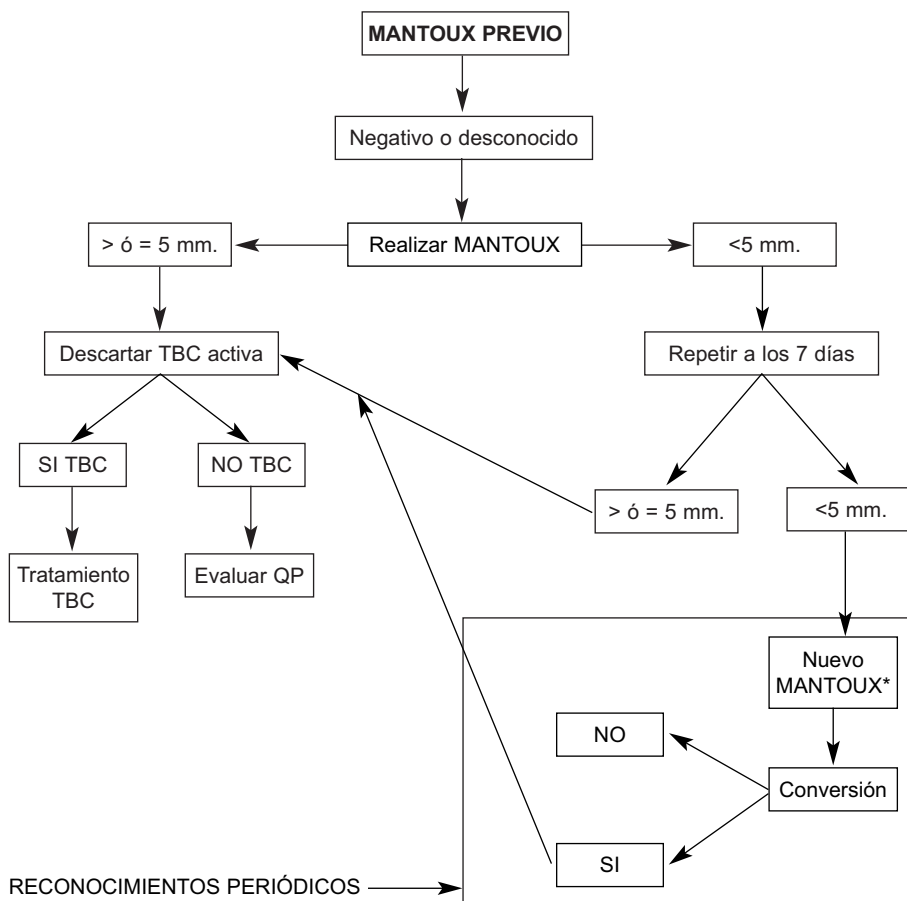 MANTOUX PREVIO
Negativo o desconocido
> ó = 5 mm.
Realizar MANTOUX
<5 mm.
Descartar TBC activa
Repetir a los 7 días
SI TBC
NO TBC
> ó = 5 mm.
<5 mm.
Tratamiento
TBC
Evaluar QP
Nuevo
MANTOUX*
NO
Conversión
SI
RECONOCIMIENTOS PERIÓDICOS